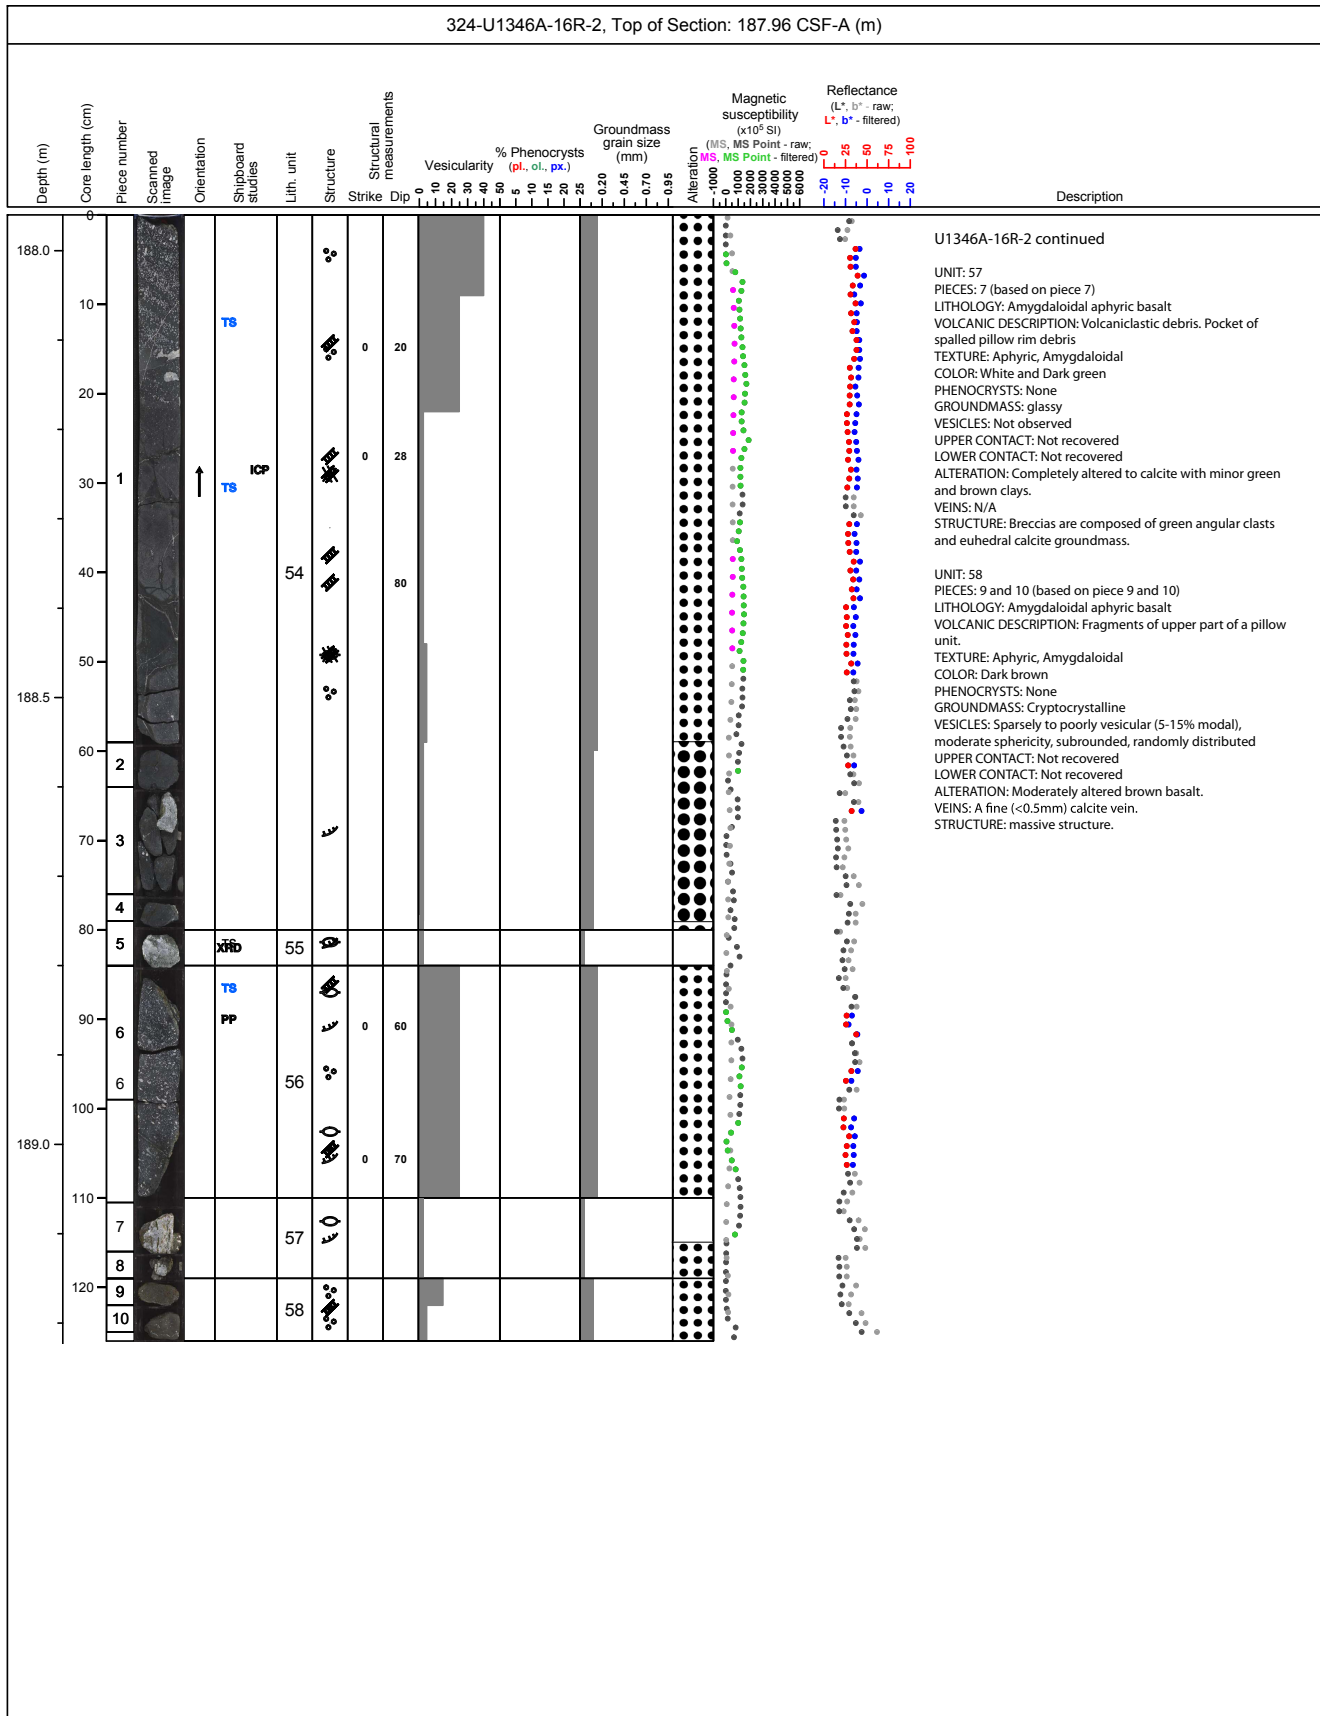 324-U1346A-16R-2, Top of Section: 187.96 CSF-A (m)
Depth (m)
Core length (cm)
Piece number
Scanned
image
Orientation
Shipboard
studies
Lith. unit
Structure
Structural
measurements
Strike Dip
Vesicularity
0 10 20 30 40 50
% Phenocrysts
(pl., ol., px.)
5 10 15 20 25
Groundmass
grain size
(mm)
0.20 0.45 0.70 0.95
Alteration
Magnetic
susceptibility
(x10⁵ SI)
(MS, MS Point - raw;
MS, MS Point - filtered)
-1000 0 1000 2000 3000 4000 5000 6000
Reflectance
(L*, b* - raw;
L*, b* - filtered)
0 25 50 75 100
-20 -10 0 10 20
Description
0
188.0
10
TS
0 20
20
0 28
ICP
1
30
TS
40
54
80
50
188.5
60
2
70
3
4
80
5
TS
XRD
55
TS
90
PP
6
0 60
6
56
100
189.0
0 70
110
7
57
8
120
9
58
10
U1346A-16R-2 continued
UNIT: 57
PIECES: 7 (based on piece 7)
LITHOLOGY: Amygdaloidal aphyric basalt
VOLCANIC DESCRIPTION: Volcaniclastic debris. Pocket of
spalled pillow rim debris
TEXTURE: Aphyric, Amygdaloidal
COLOR: White and Dark green
PHENOCRYSTS: None
GROUNDMASS: glassy
VESICLES: Not observed
UPPER CONTACT: Not recovered
LOWER CONTACT: Not recovered
ALTERATION: Completely altered to calcite with minor green
and brown clays.
VEINS: N/A
STRUCTURE: Breccias are composed of green angular clasts
and euhedral calcite groundmass.
UNIT: 58
PIECES: 9 and 10 (based on piece 9 and 10)
LITHOLOGY: Amygdaloidal aphyric basalt
VOLCANIC DESCRIPTION: Fragments of upper part of a pillow
unit.
TEXTURE: Aphyric, Amygdaloidal
COLOR: Dark brown
PHENOCRYSTS: None
GROUNDMASS: Cryptocrystalline
VESICLES: Sparsely to poorly vesicular (5-15% modal),
moderate sphericity, subrounded, randomly distributed
UPPER CONTACT: Not recovered
LOWER CONTACT: Not recovered
ALTERATION: Moderately altered brown basalt.
VEINS: A fine (<0.5mm) calcite vein.
STRUCTURE: massive structure.